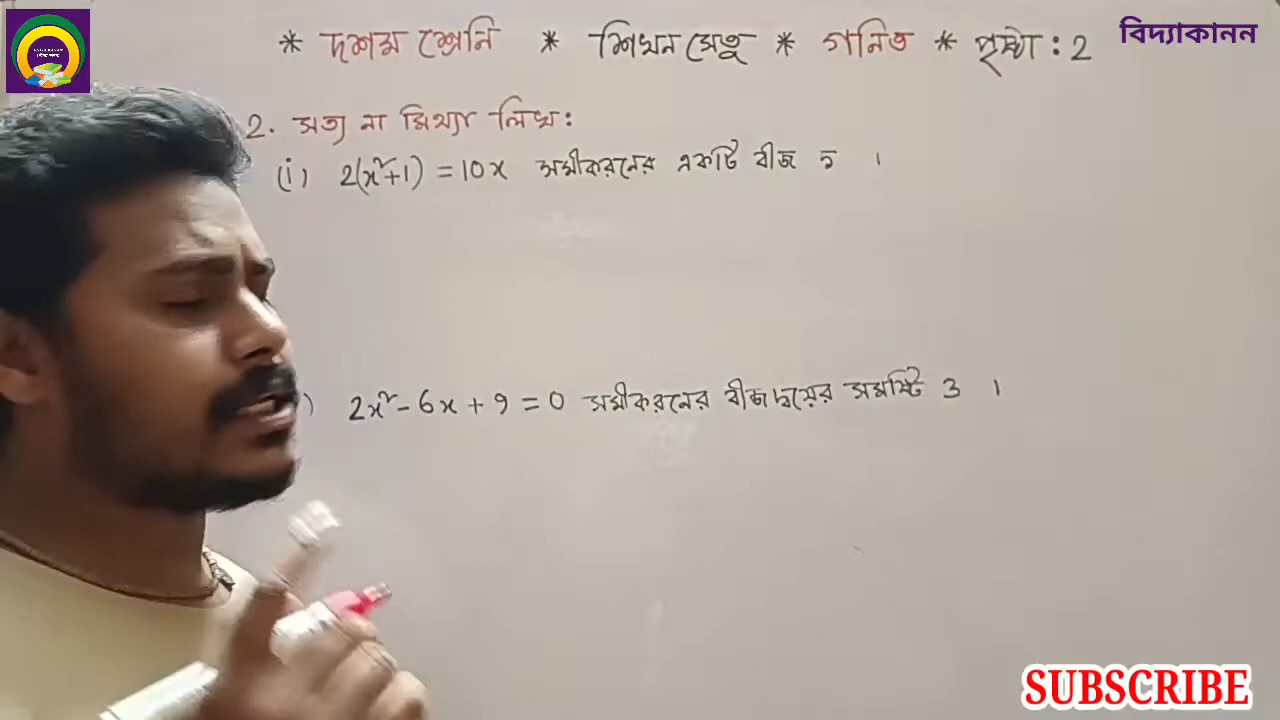 * দশম শ্রেনি * শিখন সেতু * গনিত * পৃষ্ঠা : 2
বিদ্যাকানন
2. সত্য না মিথ্যা লিখ :
(i) 2(x²+1) = 10x সমীকরনের একটি বীজ
) 2x² - 6x + 9 = 0 সমীকরনের বীজদ্বয়ের সমষ্টি 3 ।
SUBSCRIBE